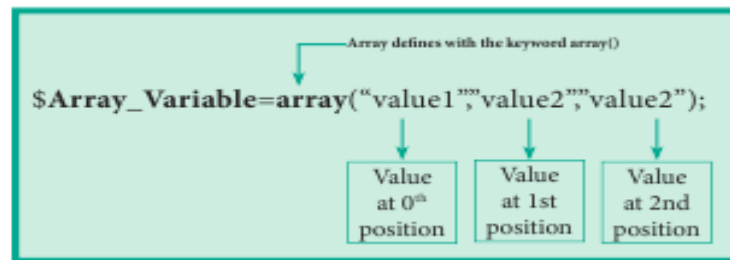 Array defines with the keyword array()
$Array_Variable=array(“value1”,”value2”,”value2”);
Value at 0th position
Value at 1st position
Value at 2nd position